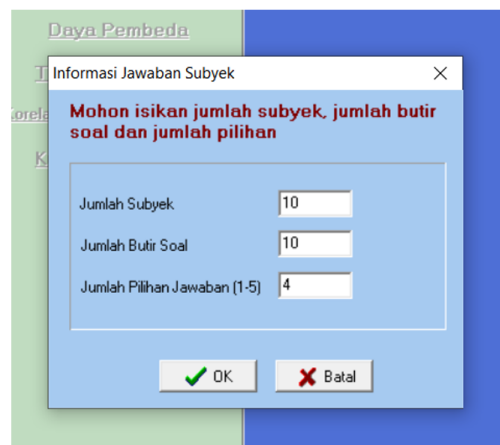 Daya Pembeda
T
Informasi Jawaban Subyek
Korela
Mohon isikan jumlah subyek, jumlah butir
soal dan jumlah pilihan
K
Jumlah Subyek 10
Jumlah Butir Soal 10
Jumlah Pilihan Jawaban (1-5) 4
OK Batal